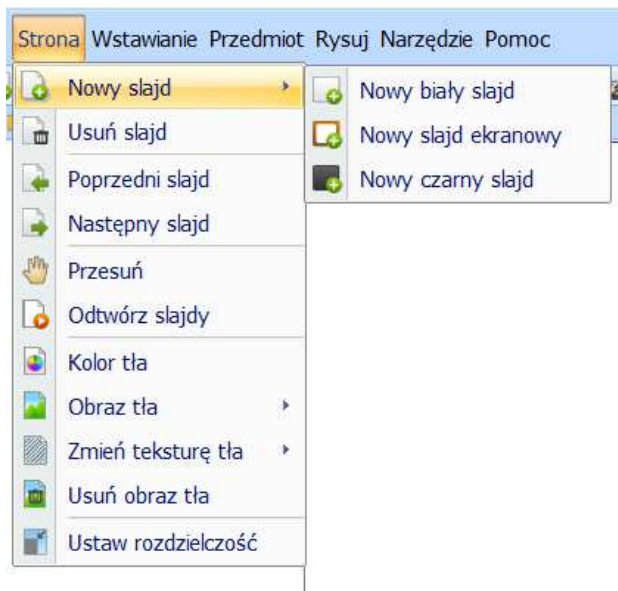 Strona Wstawianie Przedmiot Rysuj Narzędzie Pomoc
Nowy slajd
Usuń slajd
Poprzedni slajd
Następny slajd
Przesuń
Odtwórz slajdy
Kolor tła
Obraz tła
Zmień teksturę tła
Usuń obraz tła
Ustaw rozdzielczość
Nowy biały slajd
Nowy slajd ekranowy
Nowy czarny slajd